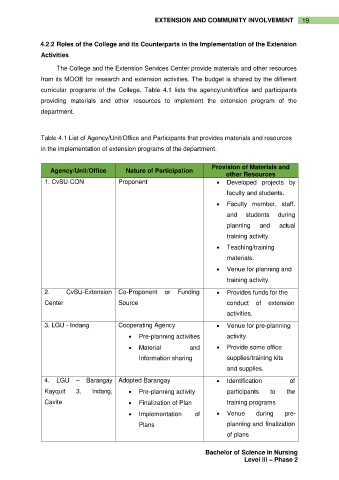 EXTENSION AND COMMUNITY INVOLVEMENT 19
4.2.2 Roles of the College and its Counterparts in the Implementation of the Extension
Activities
The College and the Extension Services Center provide materials and other resources
from its MOOE for research and extension activities. The budget is shared by the different
curricular programs of the College. Table 4.1 lists the agency/unit/office and participants
providing materials and other resources to implement the extension program of the
department.
Table 4.1 List of Agency/Unit/Office and Participants that provides materials and resources
in the implementation of extension programs of the department.
Agency/Unit/Office Nature of Participation Provision of Materials and
other Resources
1. CvSU-CON Proponent • Developed projects by
faculty and students.
• Faculty member, staff,
and students during
planning and actual
training activity.
• Teaching/training
materials.
• Venue for planning and
training activity.
2. CvSU-Extension Co-Proponent or Funding • Provides funds for the
Center Source conduct of extension
activities.
3. LGU - Indang Cooperating Agency • Venue for pre-planning
• Pre-planning activities activity
• Material and • Provide some office
Information sharing supplies/training kits
and supplies.
4. LGU – Barangay Adopted Barangay • Identification of
Kayquit 3, Indang, • Pre-planning activity participants to the
Cavite • Finalization of Plan training programs
• Implementation of • Venue during pre-
Plans planning and finalization
of plans
Bachelor of Science in Nursing
Level III – Phase 2